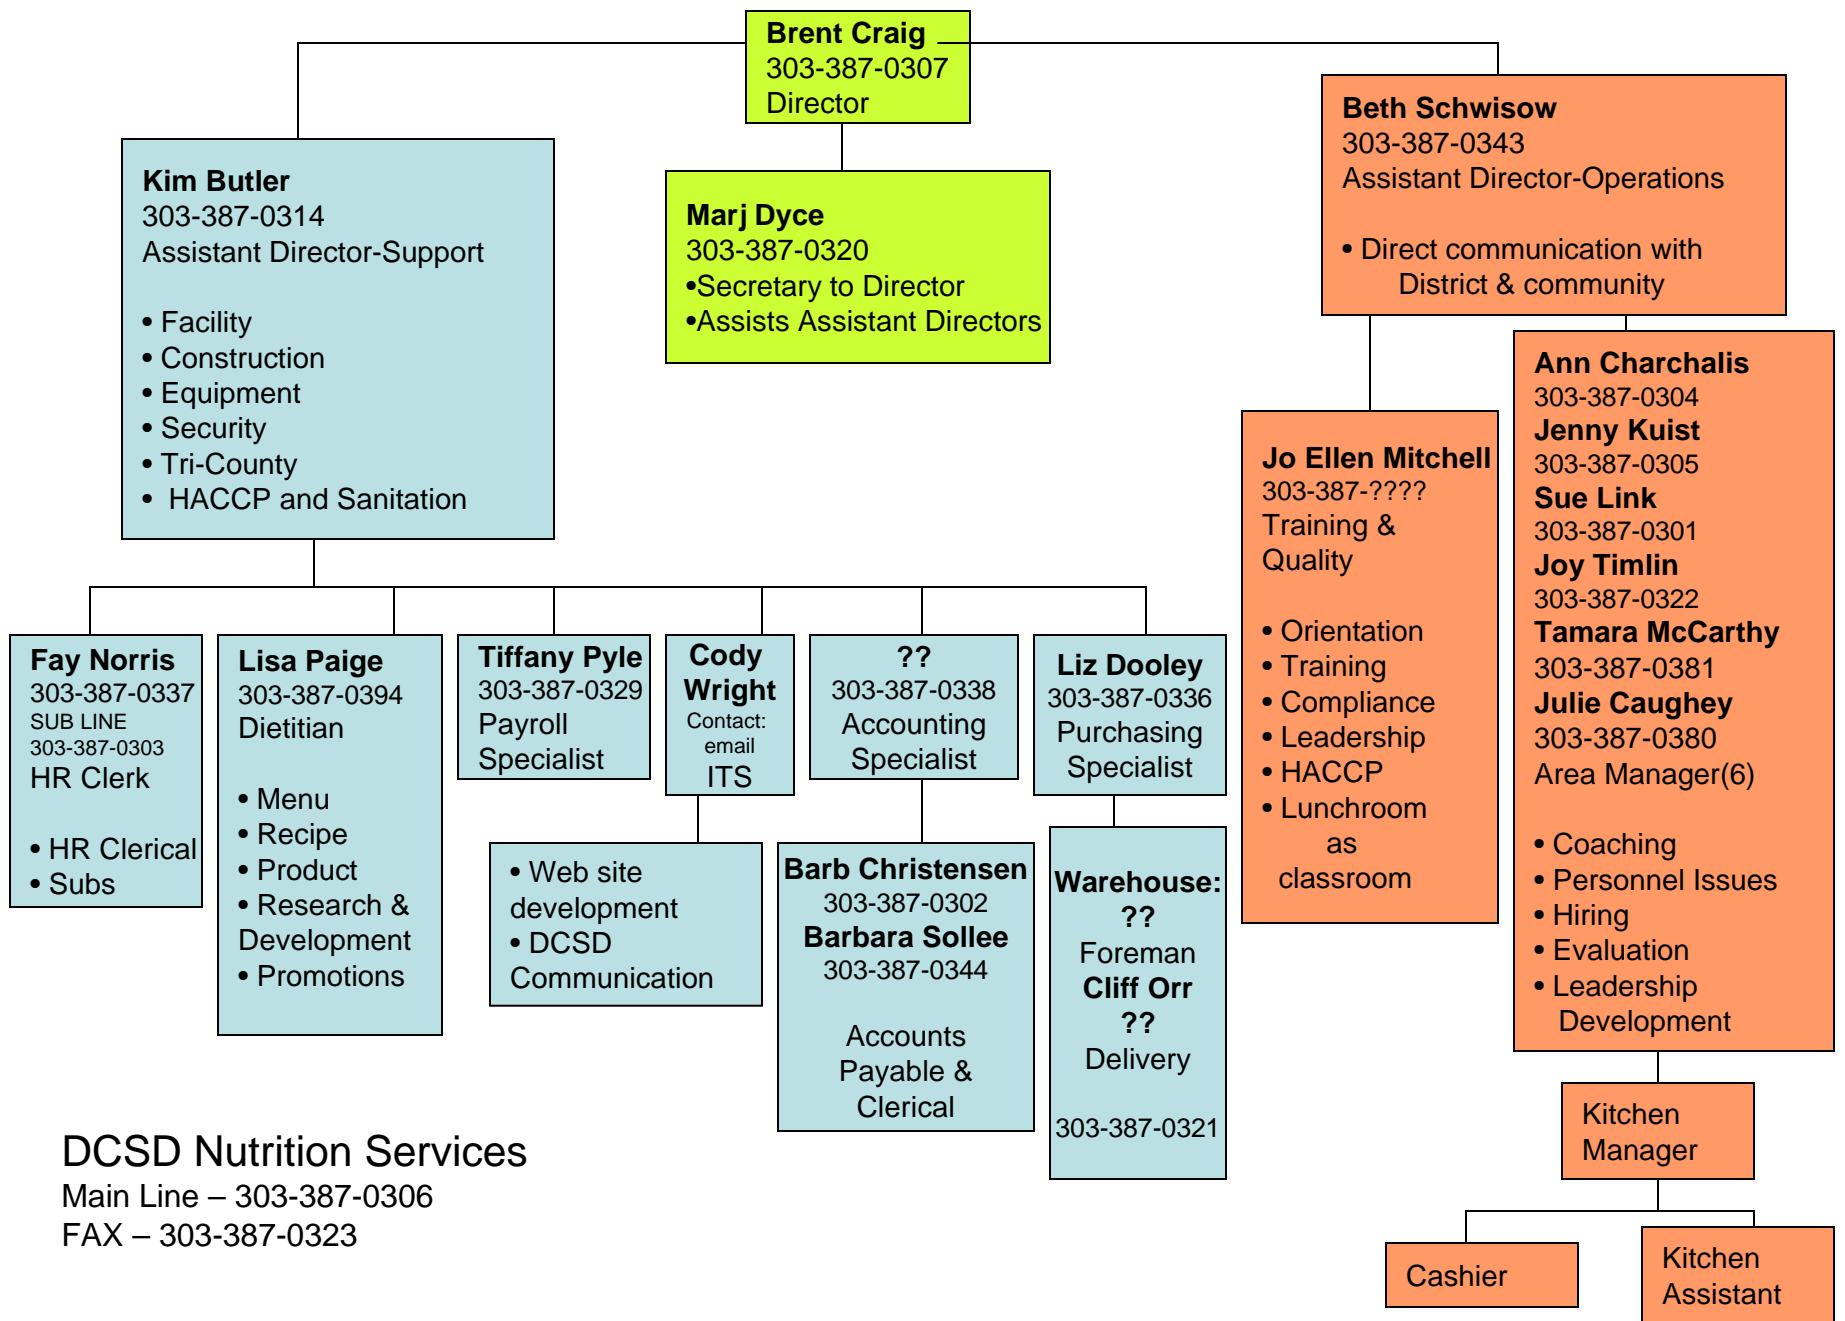 Brent Craig
303-387-0307
Director
Kim Butler
303-387-0314
Assistant Director-Support
• Facility
• Construction
• Equipment
• Security
• Tri-County
• HACCP and Sanitation
Marj Dyce
303-387-0320
•Secretary to Director
•Assists Assistant Directors
Beth Schwisow
303-387-0343
Assistant Director-Operations
• Direct communication with
District & community
Fay Norris
303-387-0337
SUB LINE
303-387-0303
HR Clerk
• HR Clerical
• Subs
Lisa Paige
303-387-0394
Dietitian
• Menu
• Recipe
• Product
• Research &
Development
• Promotions
Tiffany Pyle
303-387-0329
Payroll
Specialist
Cody
Wright
Contact:
email
ITS
• Web site
development
• DCSD
Communication
??
303-387-0338
Accounting
Specialist
Barb Christensen
303-387-0302
Barbara Sollee
303-387-0344
Accounts
Payable &
Clerical
Liz Dooley
303-387-0336
Purchasing
Specialist
Warehouse:
??
Foreman
Cliff Orr
??
Delivery
303-387-0321
Jo Ellen Mitchell
303-387-????
Training &
Quality
• Orientation
• Training
• Compliance
• Leadership
• HACCP
• Lunchroom
as
classroom
Ann Charchalis
303-387-0304
Jenny Kuist
303-387-0305
Sue Link
303-387-0301
Joy Timlin
303-387-0322
Tamara McCarthy
303-387-0381
Julie Caughey
303-387-0380
Area Manager(6)
• Coaching
• Personnel Issues
• Hiring
• Evaluation
• Leadership
Development
Kitchen
Manager
Cashier
Kitchen
Assistant
DCSD Nutrition Services
Main Line – 303-387-0306
FAX – 303-387-0323